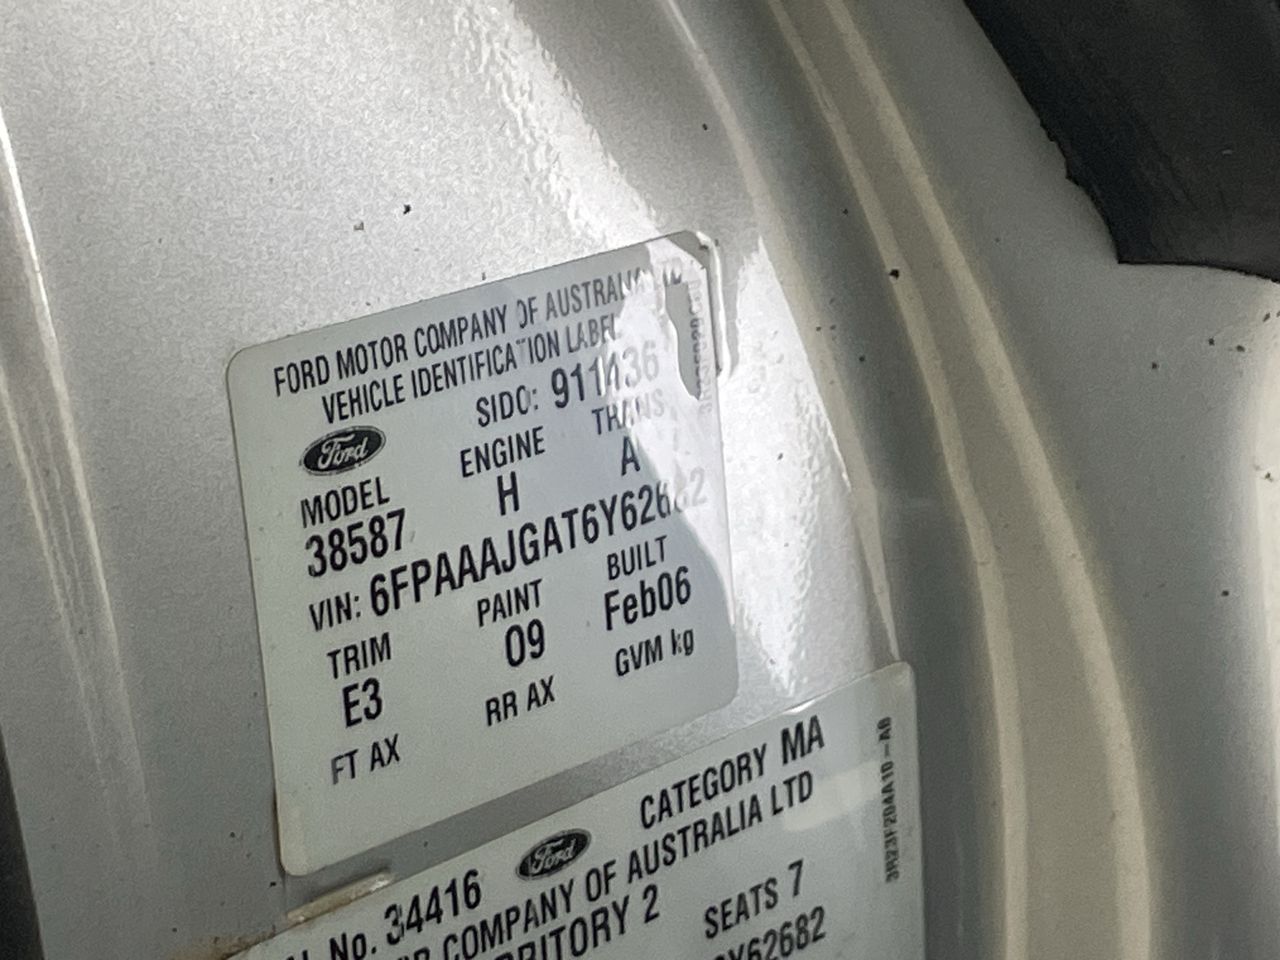 FORD MOTOR COMPANY OF AUSTRALIA
VEHICLE IDENTIFICATION LABEL
SIDO: 911436
Ford
MODEL ENGINE TRANS
38587 H A
VIN: 6FPAAAJGAT6Y62682
TRIM PAINT BUILT
E3 09 Feb06
FT AX RR AX GVM kg
Ford CATEGORY MA
No. 34416
COMPANY OF AUSTRALIA LTD
TERRITORY 2 SEATS 7
Y62682
3R23F204A10-AB